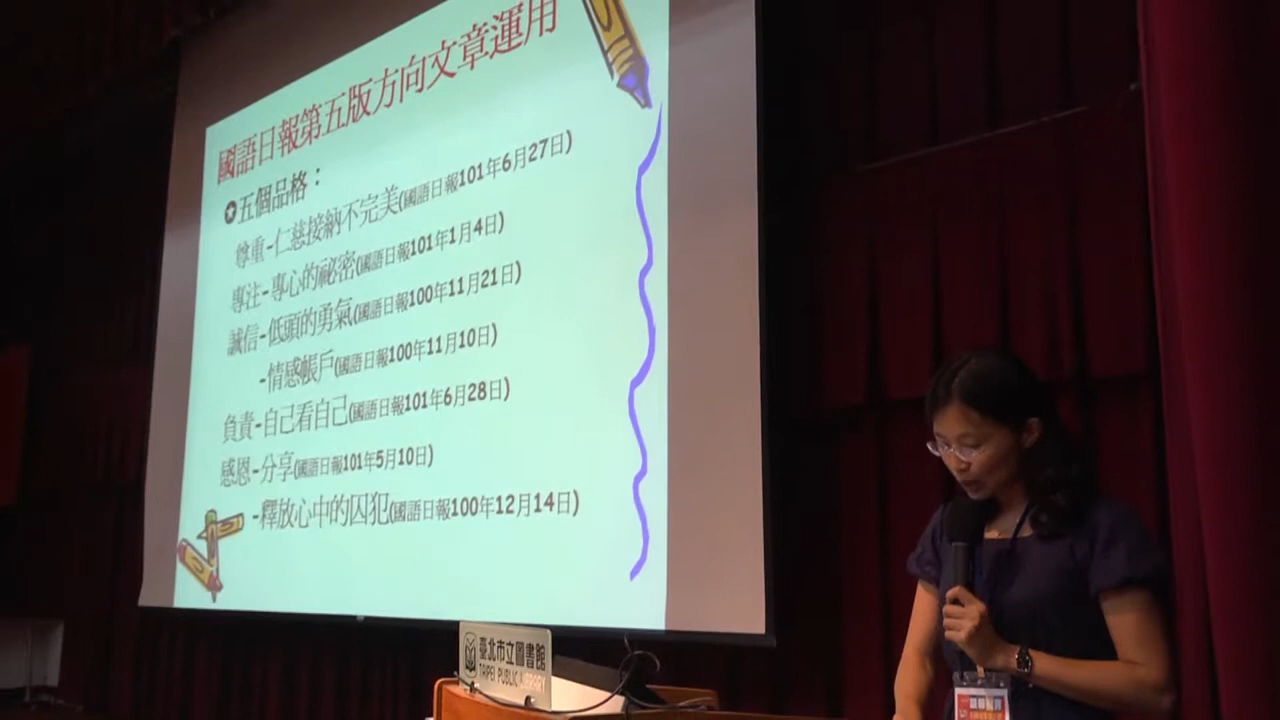 國語日報第五版方向文章運用
✪五個品格：
尊重-仁慈接納不完美(國語日報101年6月27日)
專注-專心的祕密(國語日報101年1月4日)
誠信-低頭的勇氣(國語日報100年11月21日)
-情感帳戶(國語日報100年11月10日)
負責-自己看自己(國語日報101年6月28日)
感恩-分享(國語日報101年5月10日)
-釋放心中的囚犯(國語日報100年12月14日)
臺北市立圖書館
TAIPEI PUBLIC LIBRARY